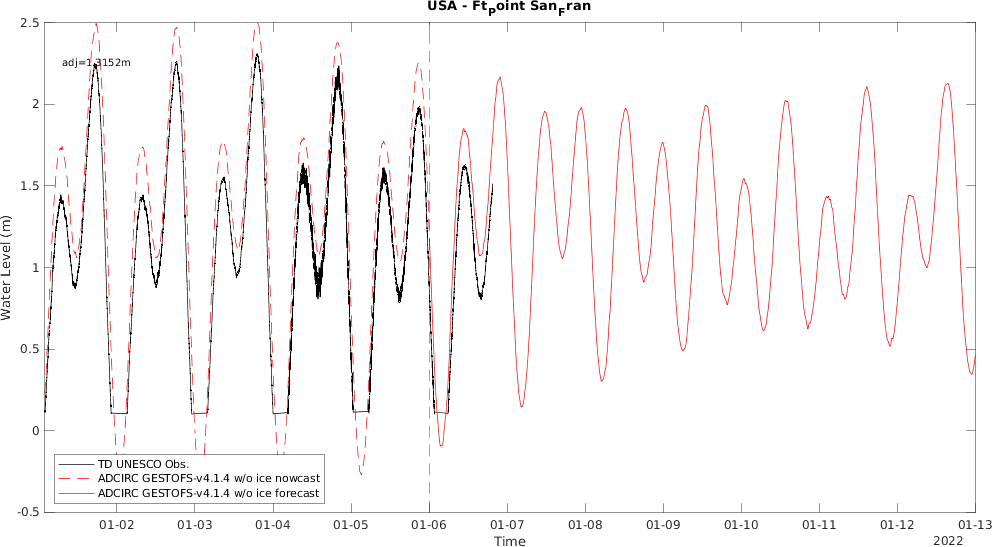 USA - Ft_Point San_Fran
adj=1.3152m
2.5
2
1.5
1
0.5
0
-0.5
Water Level (m)
TD UNESCO Obs.
ADCIRC GESTOFS-v4.1.4 w/o ice nowcast
ADCIRC GESTOFS-v4.1.4 w/o ice forecast
01-02 01-03 01-04 01-05 01-06 01-07 01-08 01-09 01-10 01-11 01-12 01-13
Time
2022